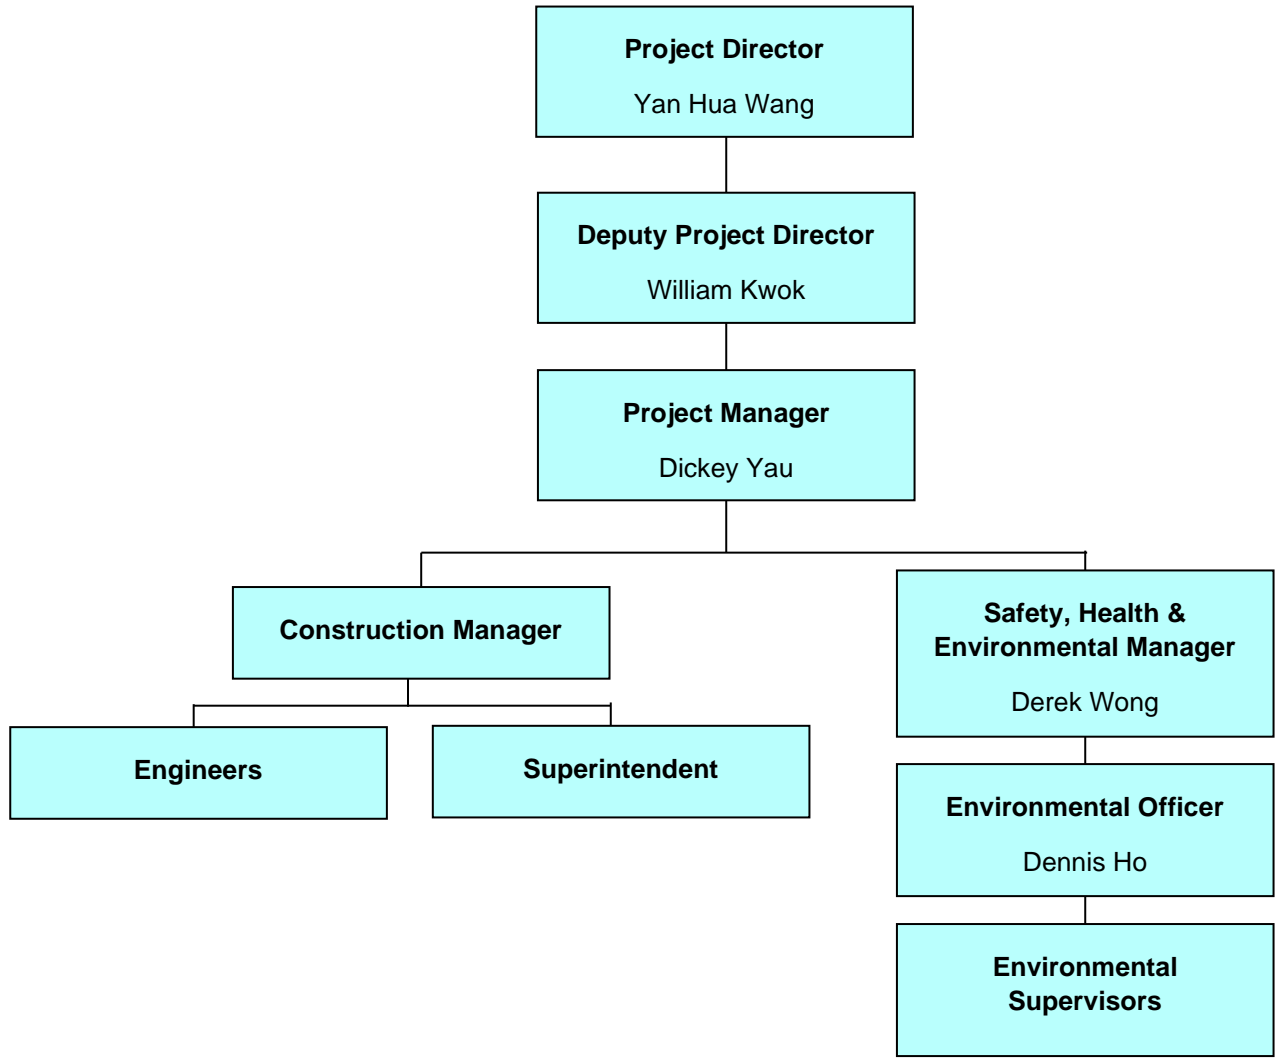 Project Director
Yan Hua Wang
Deputy Project Director
William Kwok
Project Manager
Dickey Yau
Construction Manager
Engineers
Superintendent
Safety, Health &
Environmental Manager
Derek Wong
Environmental Officer
Dennis Ho
Environmental
Supervisors